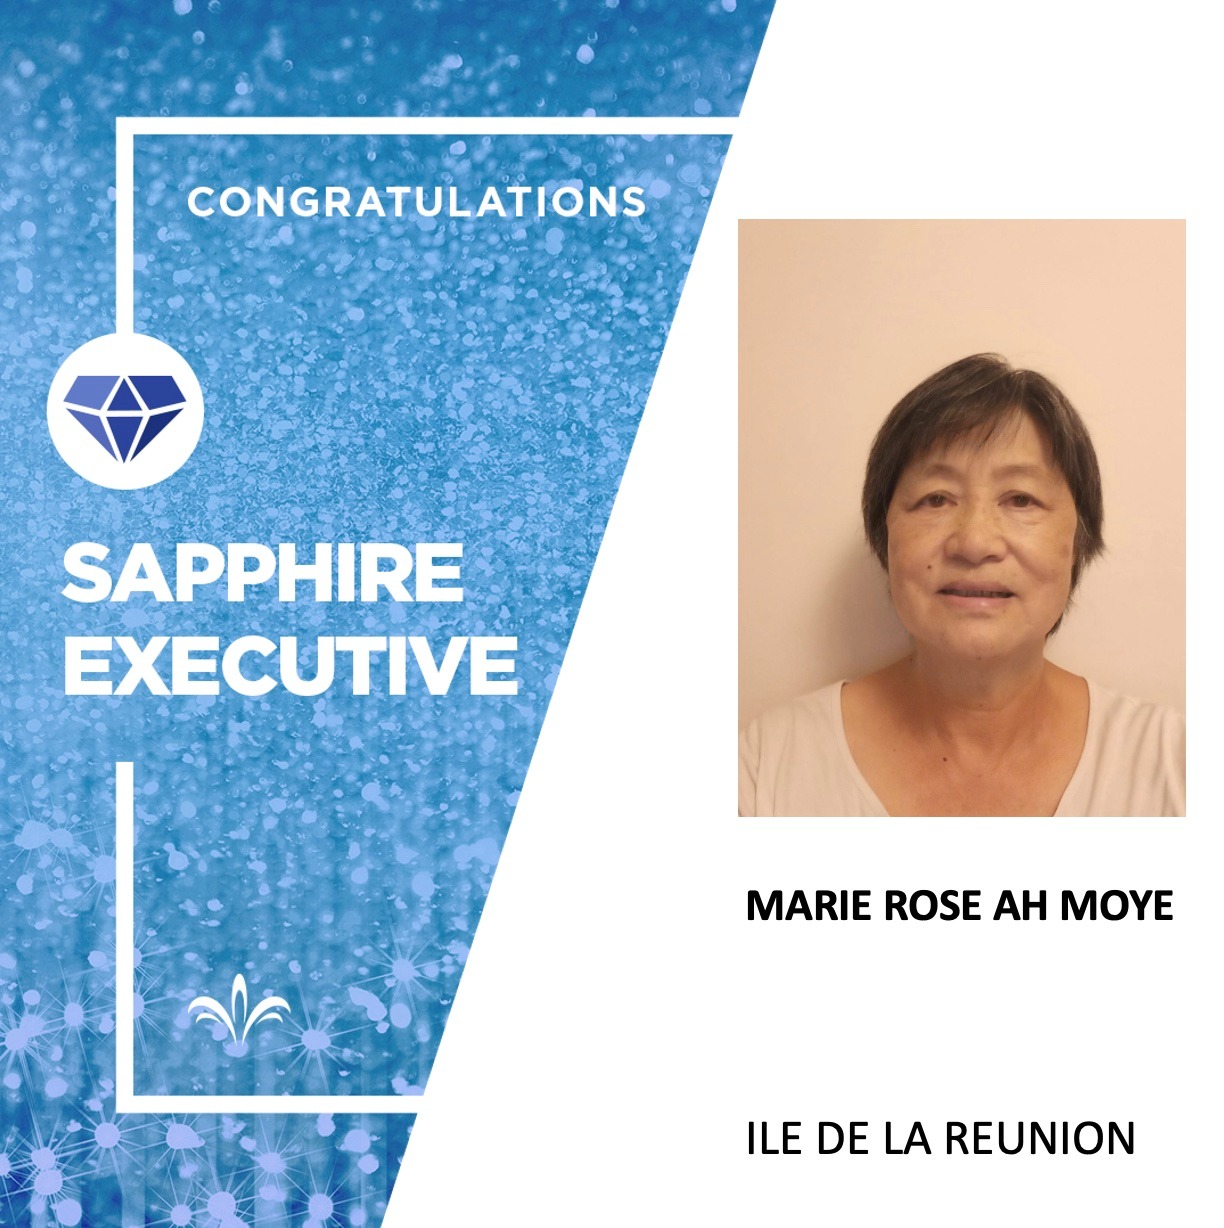 CONGRATULATIONS
SAPPHIRE
EXECUTIVE
MARIE ROSE AH MOYE
ILE DE LA REUNION